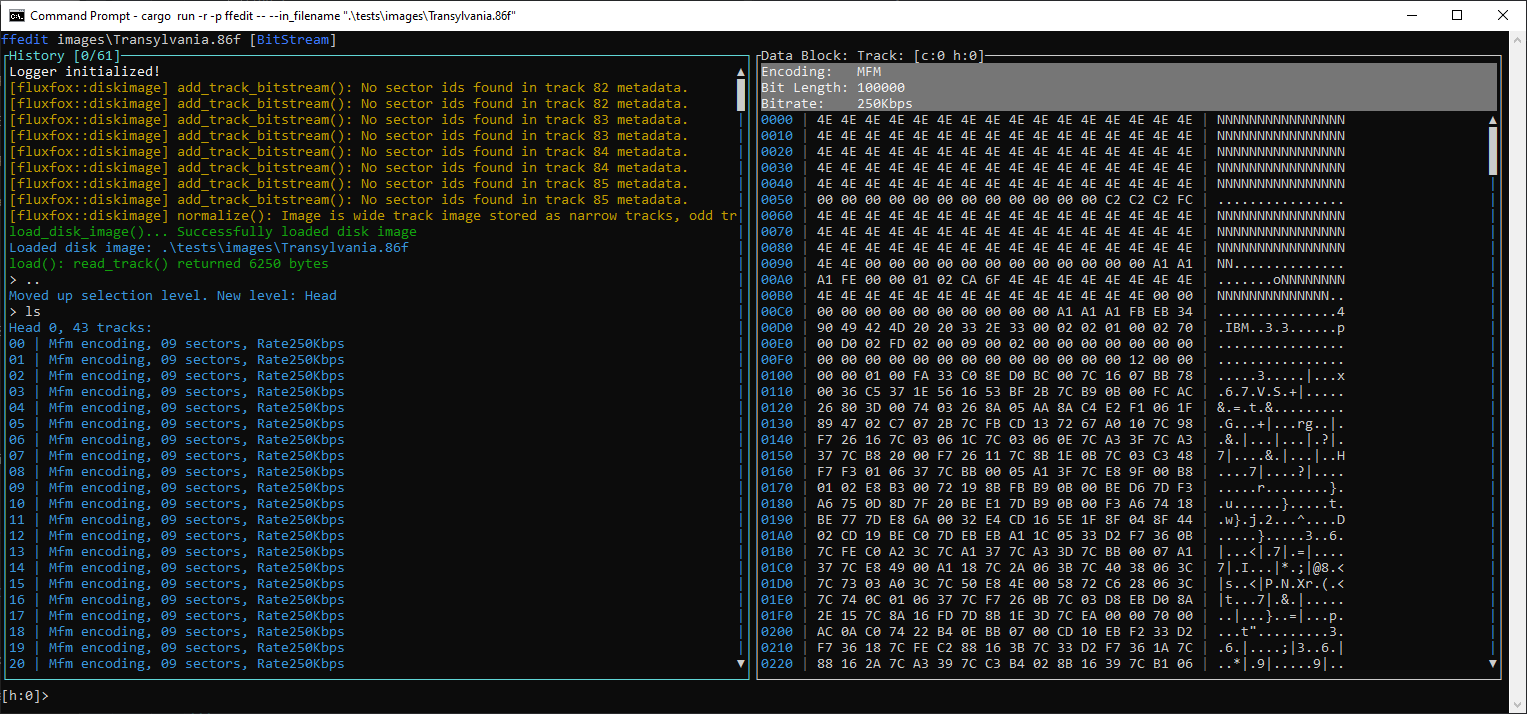 Command Prompt - cargo run -r -p ffedit -- --in_filename ".\tests\images\Transylvania.86f"
ffedit images\Transylvania.86f [BitStream]
History [0/61]
Logger initialized!
[fluxfox::diskimage] add_track_bitstream(): No sector ids found in track 82 metadata.
[fluxfox::diskimage] add_track_bitstream(): No sector ids found in track 82 metadata.
[fluxfox::diskimage] add_track_bitstream(): No sector ids found in track 83 metadata.
[fluxfox::diskimage] add_track_bitstream(): No sector ids found in track 83 metadata.
[fluxfox::diskimage] add_track_bitstream(): No sector ids found in track 84 metadata.
[fluxfox::diskimage] add_track_bitstream(): No sector ids found in track 84 metadata.
[fluxfox::diskimage] add_track_bitstream(): No sector ids found in track 85 metadata.
[fluxfox::diskimage] add_track_bitstream(): No sector ids found in track 85 metadata.
[fluxfox::diskimage] normalize(): Image is wide track image stored as narrow tracks, odd tr
load_disk_image()... Successfully loaded disk image
Loaded disk image: .\tests\images\Transylvania.86f
load(): read_track() returned 6250 bytes
> ..
Moved up selection level. New level: Head
> ls
Head 0, 43 tracks:
00 | Mfm encoding, 09 sectors, Rate250Kbps
01 | Mfm encoding, 09 sectors, Rate250Kbps
02 | Mfm encoding, 09 sectors, Rate250Kbps
03 | Mfm encoding, 09 sectors, Rate250Kbps
04 | Mfm encoding, 09 sectors, Rate250Kbps
05 | Mfm encoding, 09 sectors, Rate250Kbps
06 | Mfm encoding, 09 sectors, Rate250Kbps
07 | Mfm encoding, 09 sectors, Rate250Kbps
08 | Mfm encoding, 09 sectors, Rate250Kbps
09 | Mfm encoding, 09 sectors, Rate250Kbps
10 | Mfm encoding, 09 sectors, Rate250Kbps
11 | Mfm encoding, 09 sectors, Rate250Kbps
12 | Mfm encoding, 09 sectors, Rate250Kbps
13 | Mfm encoding, 09 sectors, Rate250Kbps
14 | Mfm encoding, 09 sectors, Rate250Kbps
15 | Mfm encoding, 09 sectors, Rate250Kbps
16 | Mfm encoding, 09 sectors, Rate250Kbps
17 | Mfm encoding, 09 sectors, Rate250Kbps
18 | Mfm encoding, 09 sectors, Rate250Kbps
19 | Mfm encoding, 09 sectors, Rate250Kbps
20 | Mfm encoding, 09 sectors, Rate250Kbps
Data Block: Track: [c:0 h:0]
Encoding: MFM
Bit Length: 100000
Bitrate: 250Kbps
0000 | 4E 4E 4E 4E 4E 4E 4E 4E 4E 4E 4E 4E 4E 4E 4E 4E | NNNNNNNNNNNNNNNN
0010 | 4E 4E 4E 4E 4E 4E 4E 4E 4E 4E 4E 4E 4E 4E 4E 4E | NNNNNNNNNNNNNNNN
0020 | 4E 4E 4E 4E 4E 4E 4E 4E 4E 4E 4E 4E 4E 4E 4E 4E | NNNNNNNNNNNNNNNN
0030 | 4E 4E 4E 4E 4E 4E 4E 4E 4E 4E 4E 4E 4E 4E 4E 4E | NNNNNNNNNNNNNNNN
0040 | 4E 4E 4E 4E 4E 4E 4E 4E 4E 4E 4E 4E 4E 4E 4E 4E | NNNNNNNNNNNNNNNN
0050 | 00 00 00 00 00 00 00 00 00 00 00 00 C2 C2 C2 FC | ................
0060 | 4E 4E 4E 4E 4E 4E 4E 4E 4E 4E 4E 4E 4E 4E 4E 4E | NNNNNNNNNNNNNNNN
0070 | 4E 4E 4E 4E 4E 4E 4E 4E 4E 4E 4E 4E 4E 4E 4E 4E | NNNNNNNNNNNNNNNN
0080 | 4E 4E 4E 4E 4E 4E 4E 4E 4E 4E 4E 4E 4E 4E 4E 4E | NNNNNNNNNNNNNNNN
0090 | 4E 4E 00 00 00 00 00 00 00 00 00 00 00 00 A1 A1 | NN..............
00A0 | A1 FE 00 00 01 02 CA 6F 4E 4E 4E 4E 4E 4E 4E 4E | .......oNNNNNNNN
00B0 | 4E 4E 4E 4E 4E 4E 4E 4E 4E 4E 4E 4E 4E 4E 00 00 | NNNNNNNNNNNNNN..
00C0 | 00 00 00 00 00 00 00 00 00 00 A1 A1 A1 FB EB 34 | ...............4
00D0 | 90 49 42 4D 20 20 33 2E 33 00 02 02 01 00 02 70 | .IBM..3.3......p
00E0 | 00 D0 02 FD 02 00 09 00 02 00 00 00 00 00 00 00 | ................
00F0 | 00 00 00 00 00 00 00 00 00 00 00 00 00 12 00 00 | ................
0100 | 00 00 01 00 FA 33 C0 8E D0 BC 00 7C 16 07 BB 78 | .....3.....|...x
0110 | 00 36 C5 37 1E 56 16 53 BF 2B 7C B9 0B 00 FC AC | .6.7.V.S.+|.....
0120 | 26 80 3D 00 74 03 26 8A 05 AA 8A C4 E2 F1 06 1F | &.=.t.&.........
0130 | 89 47 02 C7 07 2B 7C FB CD 13 72 67 A0 10 7C 98 | .G...+|...rg..|.
0140 | F7 26 16 7C 03 06 1C 7C 03 06 0E 7C A3 3F 7C A3 | .&.|...|...|.?|.
0150 | 37 7C B8 20 00 F7 26 11 7C 8B 1E 0B 7C 03 C3 48 | 7|....&.|...|..H
0160 | F7 F3 01 06 37 7C BB 00 05 A1 3F 7C E8 9F 00 B8 | ....7|....?|....
0170 | 01 02 E8 B3 00 72 19 8B FB B9 0B 00 BE D6 7D F3 | .....r........}.
0180 | A6 75 0D 8D 7F 20 BE E1 7D B9 0B 00 F3 A6 74 18 | .u......}.....t.
0190 | BE 77 7D E8 6A 00 32 E4 CD 16 5E 1F 8F 04 8F 44 | .w}.j.2...^....D
01A0 | 02 CD 19 BE C0 7D EB EB A1 1C 05 33 D2 F7 36 0B | .....}.....3..6.
01B0 | 7C FE C0 A2 3C 7C A1 37 7C A3 3D 7C BB 00 07 A1 | |...<|.7|.=|....
01C0 | 37 7C E8 49 00 A1 18 7C 2A 06 3B 7C 40 38 06 3C | 7|.I...|*.;|@8.<
01D0 | 7C 73 03 A0 3C 7C 50 E8 4E 00 58 72 C6 28 06 3C | |s..<|P.N.Xr.(.<
01E0 | 7C 74 0C 01 06 37 7C F7 26 0B 7C 03 D8 EB D0 8A | |t...7|.&.|.....
01F0 | 2E 15 7C 8A 16 FD 7D 8B 1E 3D 7C EA 00 00 70 00 | ..|...}..=|...p.
0200 | AC 0A C0 74 22 B4 0E BB 07 00 CD 10 EB F2 33 D2 | ...t".........3.
0210 | F7 36 18 7C FE C2 88 16 3B 7C 33 D2 F7 36 1A 7C | .6.|....;|3..6.|
0220 | 88 16 2A 7C A3 39 7C C3 B4 02 8B 16 39 7C B1 06 | ..*|.9|.....9|..
[h:0]>